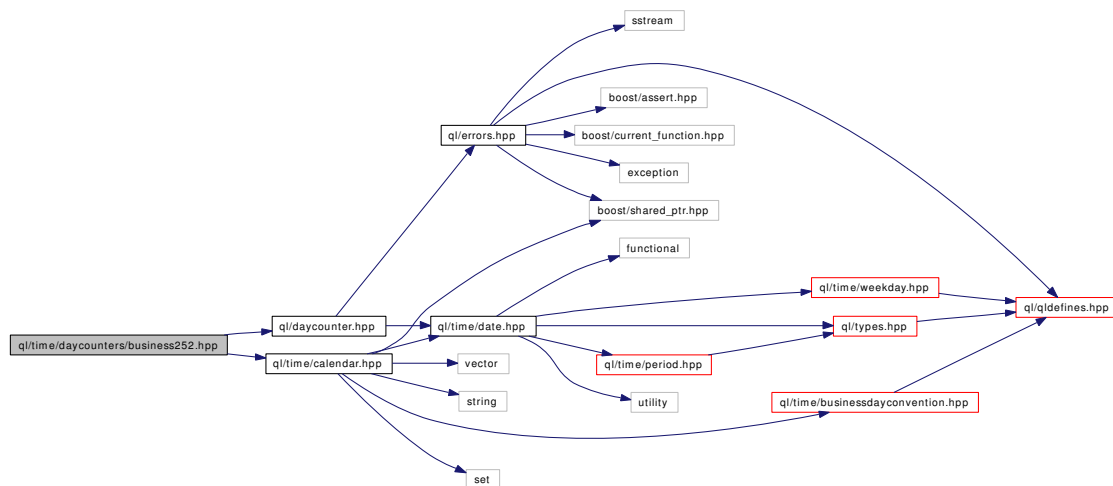 sstream
boost/assert.hpp
ql/errors.hpp
boost/current_function.hpp
exception
boost/shared_ptr.hpp
functional
ql/time/weekday.hpp
ql/qldefines.hpp
ql/daycounter.hpp
ql/time/date.hpp
ql/types.hpp
ql/time/daycounters/business252.hpp
ql/time/calendar.hpp
vector
ql/time/period.hpp
string
utility
ql/time/businessdayconvention.hpp
set